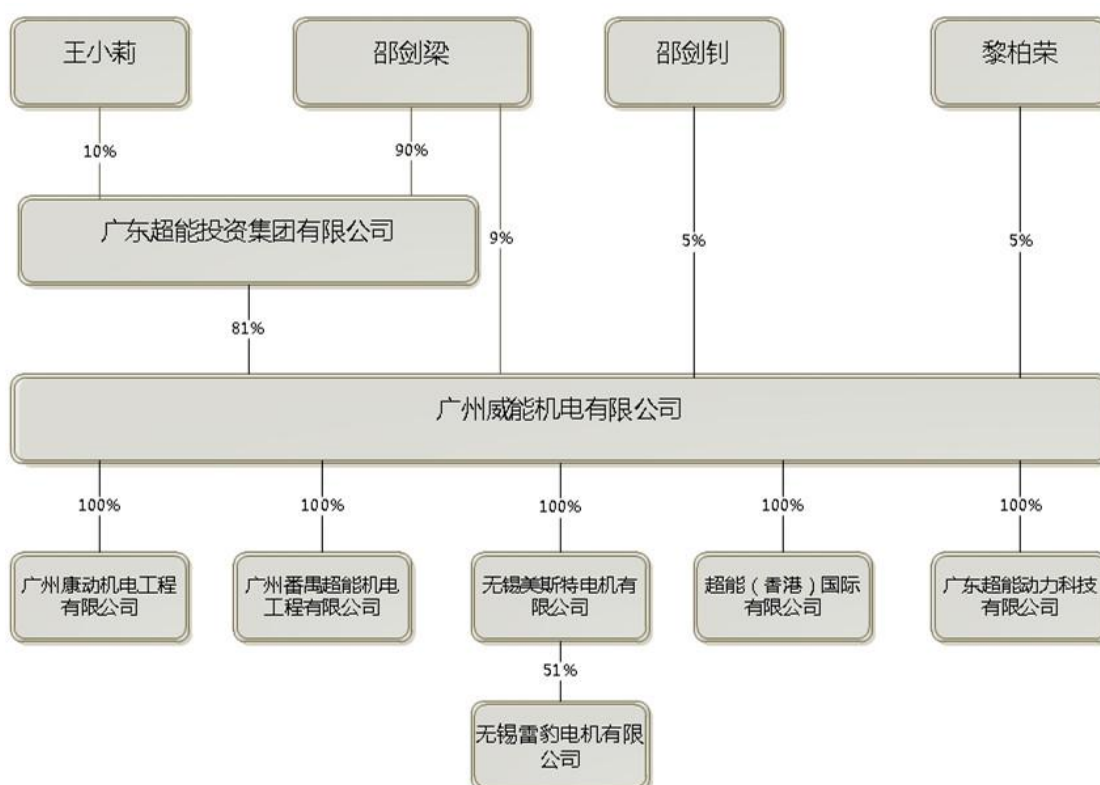 王小莉
邵剑梁
邵剑钊
黎柏荣
10%
90%
广东超能投资集团有限公司
9%
5%
5%
81%
广州威能机电有限公司
100%
100%
100%
100%
100%
广州康动机电工程
有限公司
广州番禺超能机电
工程有限公司
无锡美斯特电机有
限公司
超能（香港）国际
有限公司
广东超能动力科技
有限公司
51%
无锡雷豹电机有限
公司